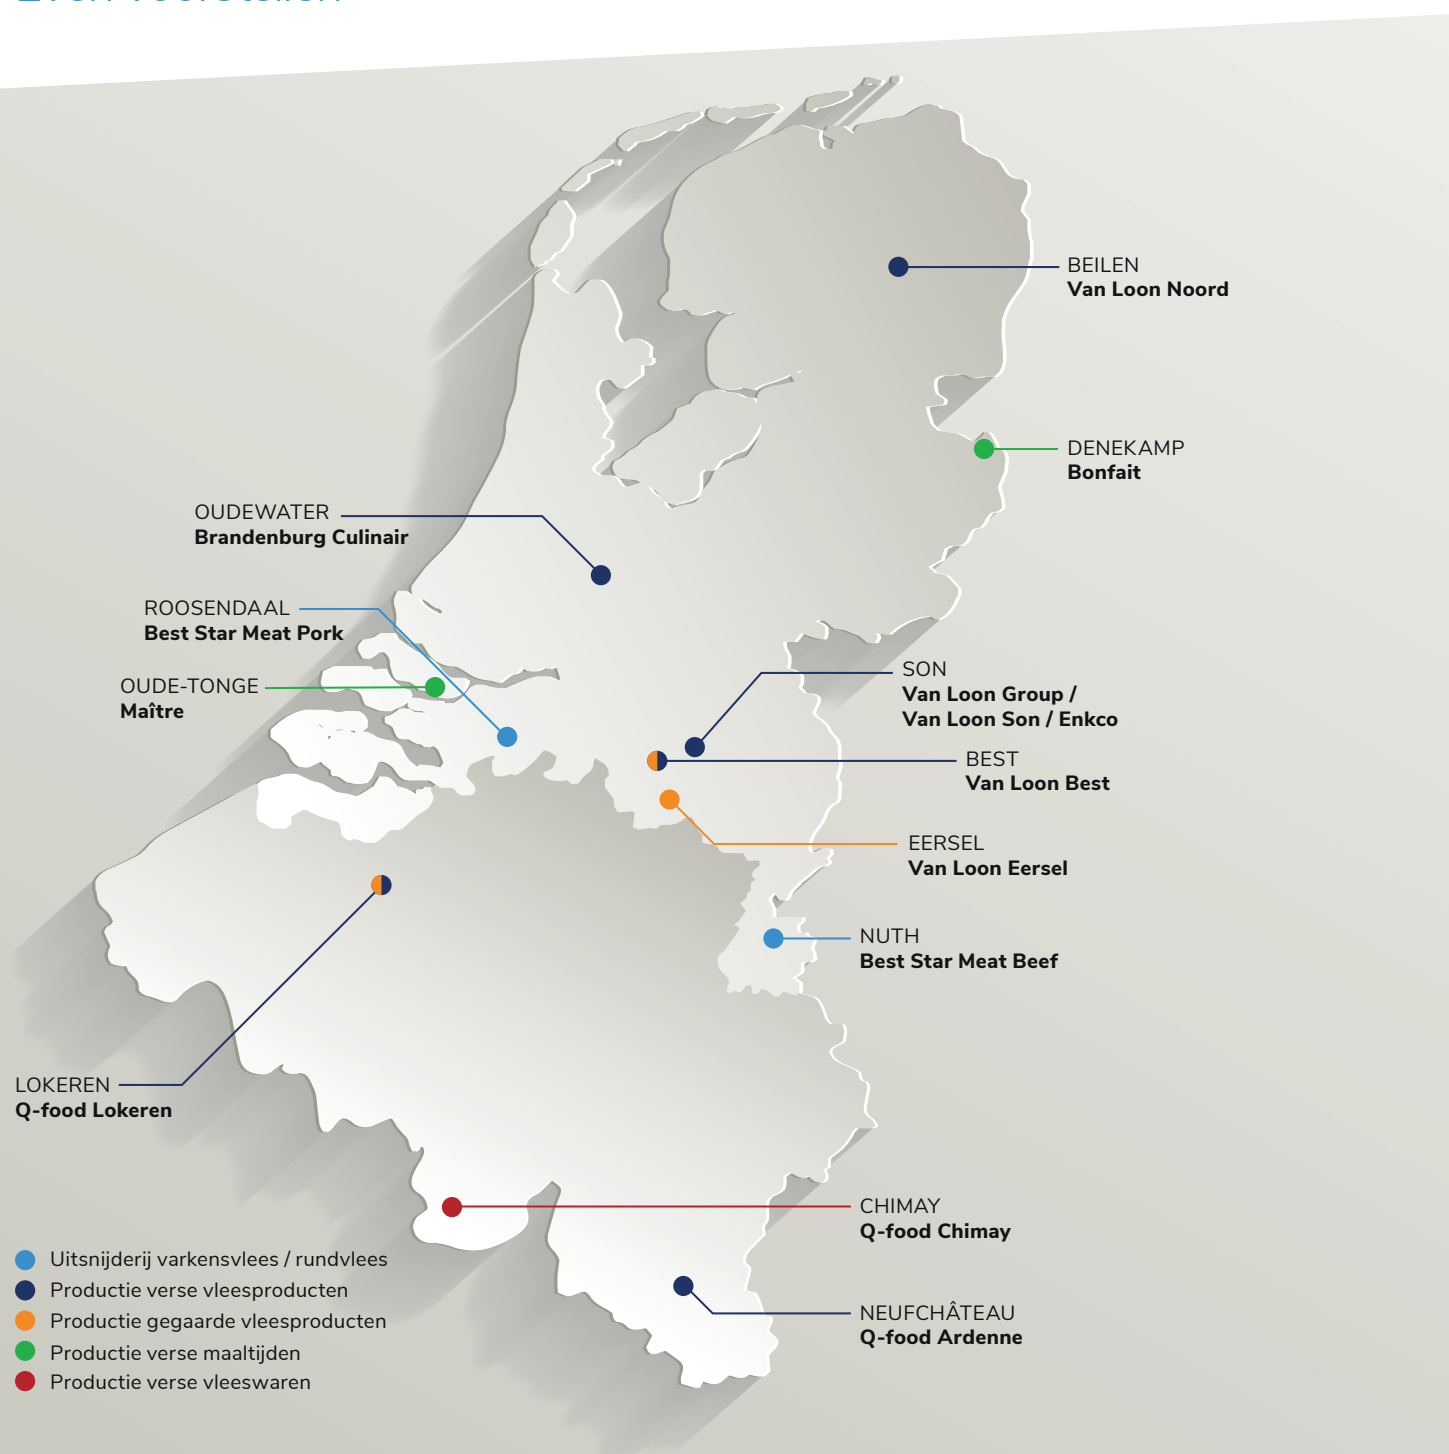 BEILEN
Van Loon Noord
DENEKAMP
Bonfait
OUDEWATER
Brandenburg Culinair
ROOSENDAAL
Best Star Meat Pork
OUDE-TONGE
Maître
SON
Van Loon Group /
Van Loon Son / Enkco
BEST
Van Loon Best
EERSEL
Van Loon Eersel
NUTH
Best Star Meat Beef
LOKEREN
Q-food Lokeren
CHIMAY
Q-food Chimay
NEUFCHÂTEAU
Q-food Ardenne
Uitsnijderij varkensvlees / rundvlees
Productie verse vleesproducten
Productie gegaarde vleesproducten
Productie verse maaltijden
Productie verse vleeswaren